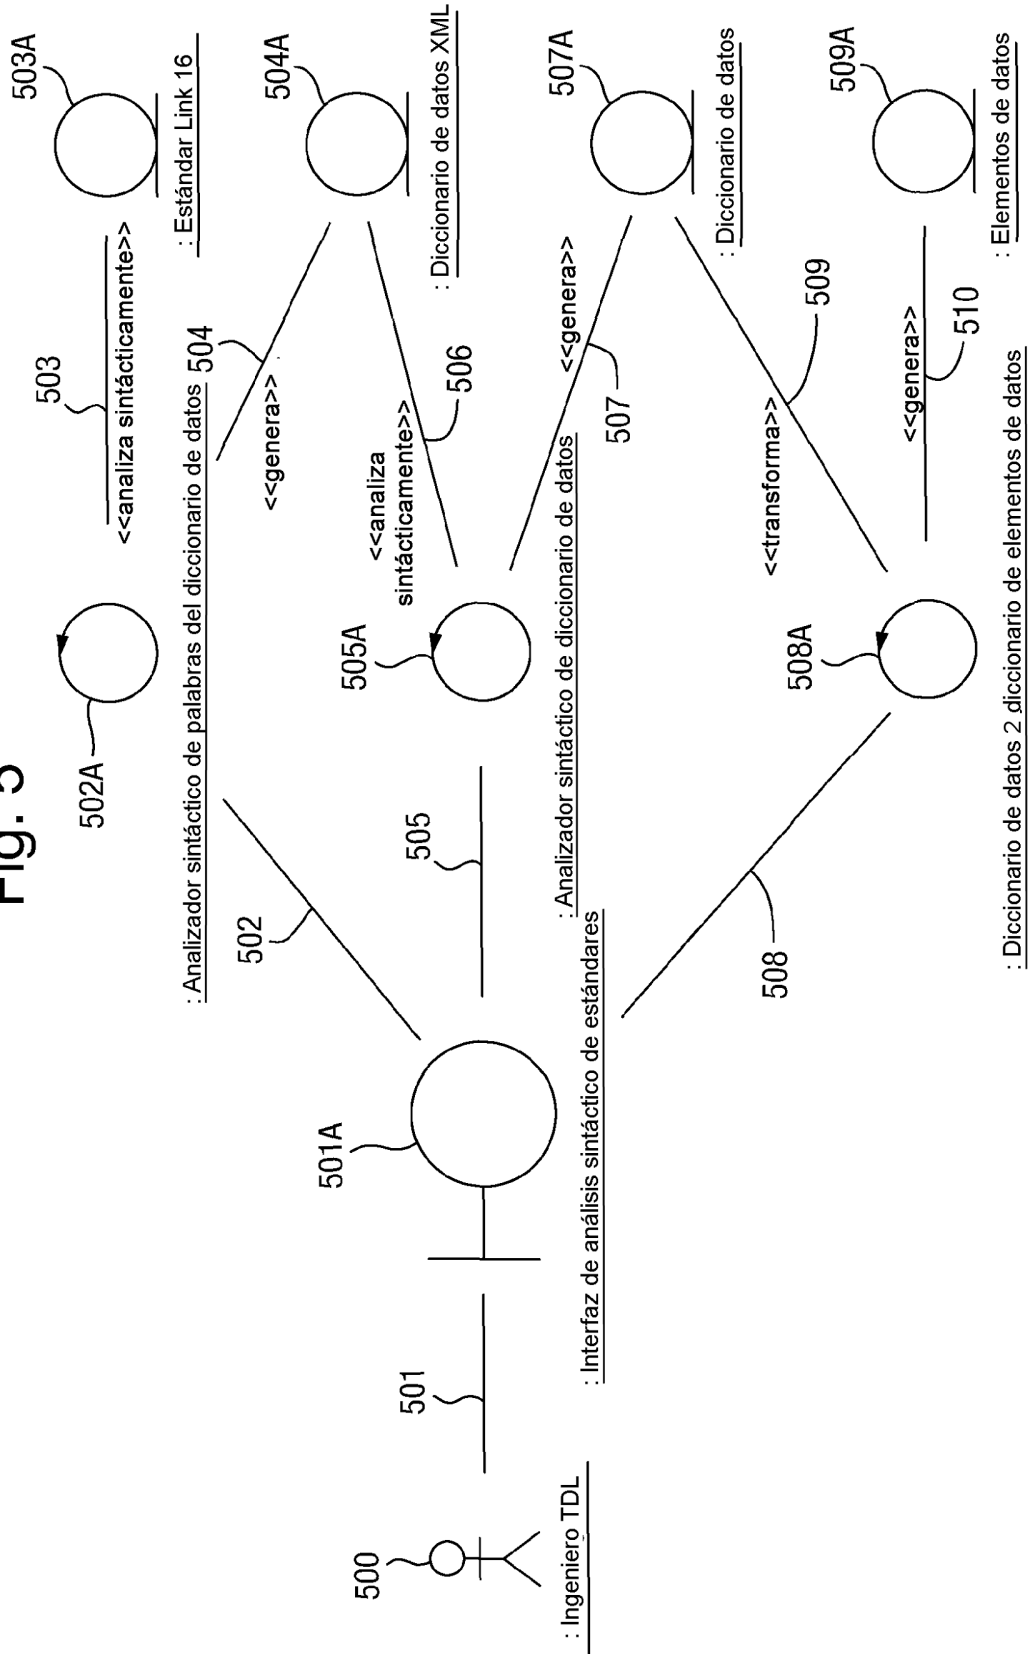 Fig. 5
503A
: Estándar Link 16
503
<<analiza sintácticamente>>
502A
: Analizador sintáctico de palabras del diccionario de datos
504A
: Diccionario de datos XML
504
<<genera>>
502
506
<<analiza
sintácticamente>>
505A
: Analizador sintáctico de diccionario de datos
505
507A
: Diccionario de datos
<<genera>>
507
501A
: Interfaz de análisis sintáctico de estándares
501
500
: Ingeniero TDL
509
<<transforma>>
508
508A
: Diccionario de datos 2 diccionario de elementos de datos
509A
: Elementos de datos
<<genera>>
510